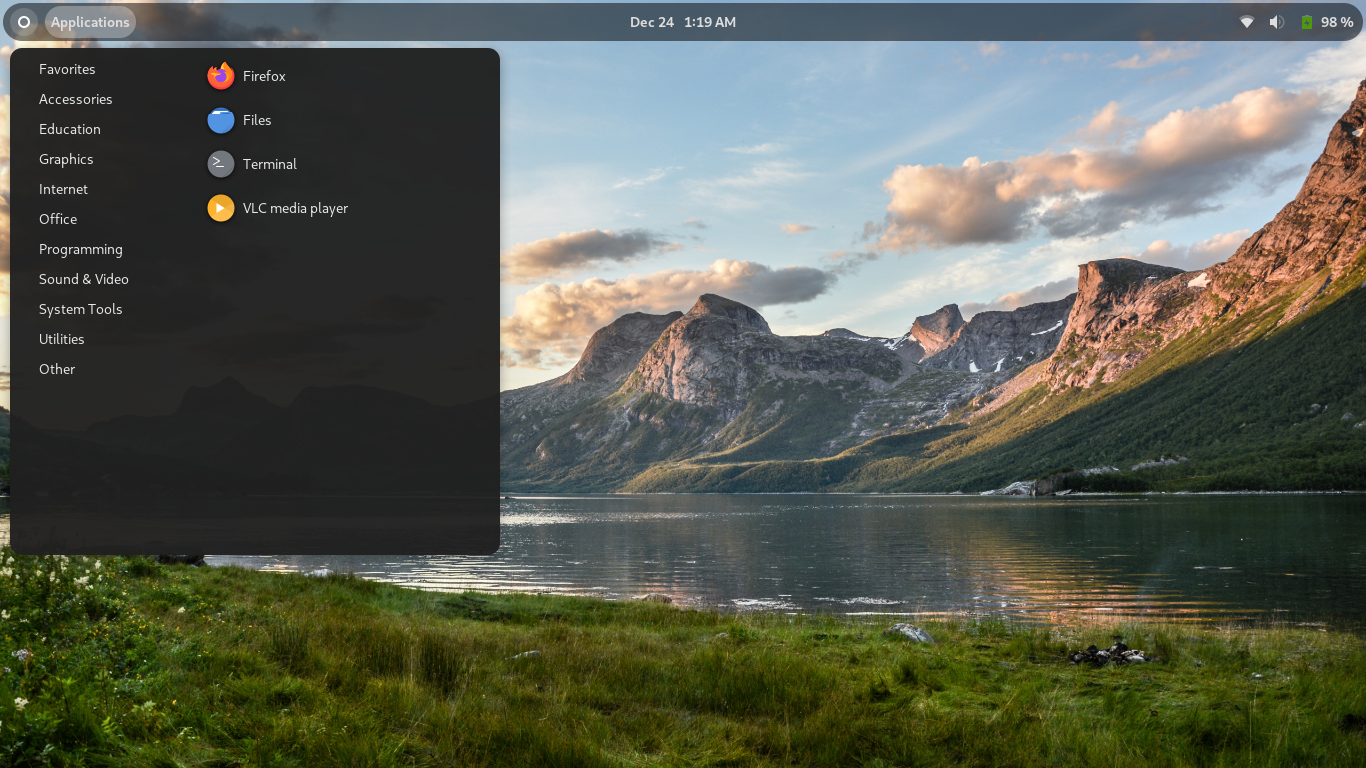 Applications
Dec 24 1:19 AM
98 %
Favorites
Accessories
Education
Graphics
Internet
Office
Programming
Sound & Video
System Tools
Utilities
Other
Firefox
Files
Terminal
VLC media player